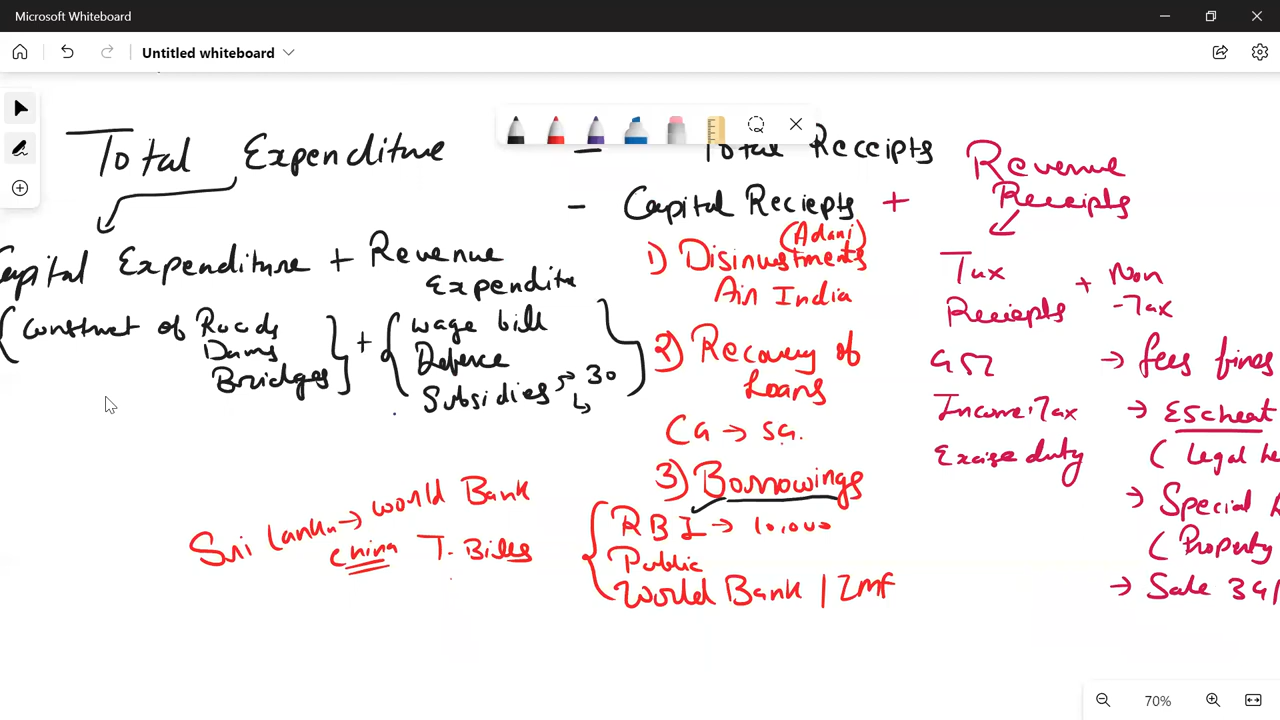 Microsoft Whiteboard
Untitled whiteboard
Total Expenditure - Total Receipts
- Capital Reciepts + Revenue Receipts
Capital Expenditure + Revenue Expenditu
{ Construct of Roads Dams Bridges } + { wage bill Defence Subsidies → 30 }
1) Disinvestments (Adani)
Air India
2) Recovery of
Loans
CG → SG.
3) Borrowings
{ RBI → 10,000
Public
World Bank / Imf
Sri Lanka → World Bank
China T. Bills
Tax Reciepts + Non -Tax
GST
Income Tax
Excise duty
→ fees fines
→ Escheat
( Legal he
→ Special
( Property
→ Sale 3G/
70%